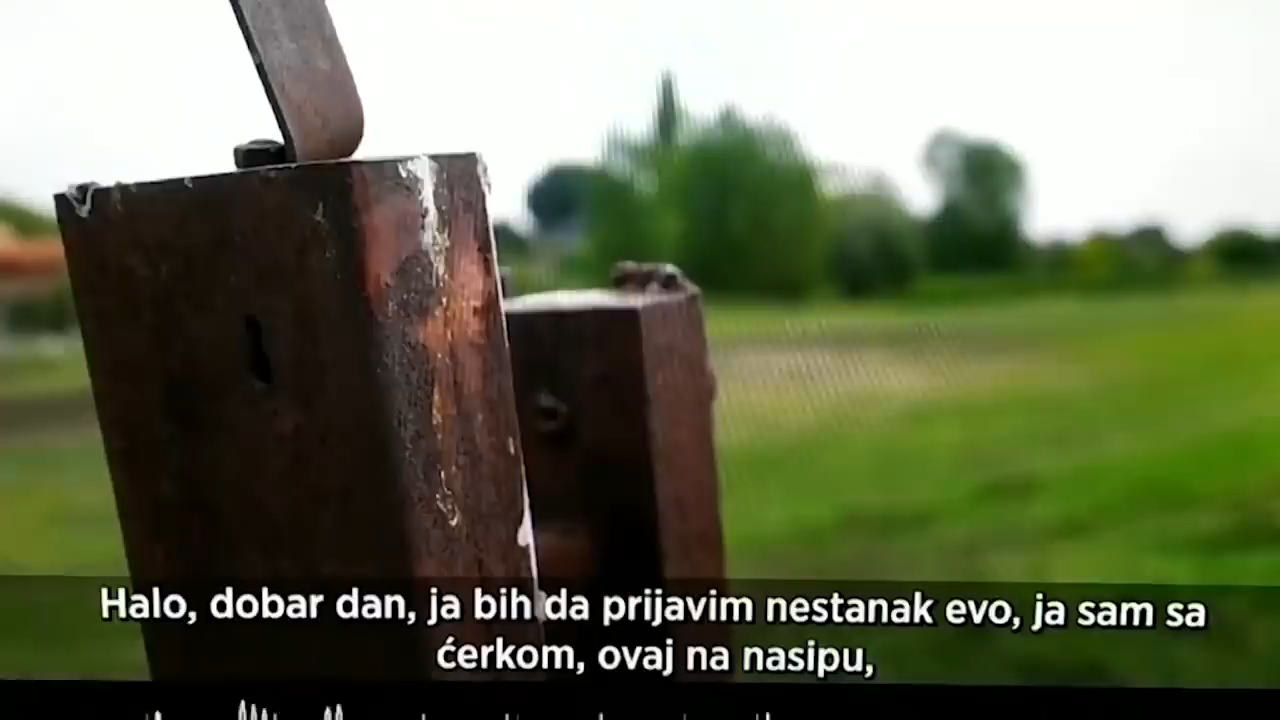 Halo, dobar dan, ja bih da prijavim nestanak evo, ja sam sa
ćerkom, ovaj na nasipu,